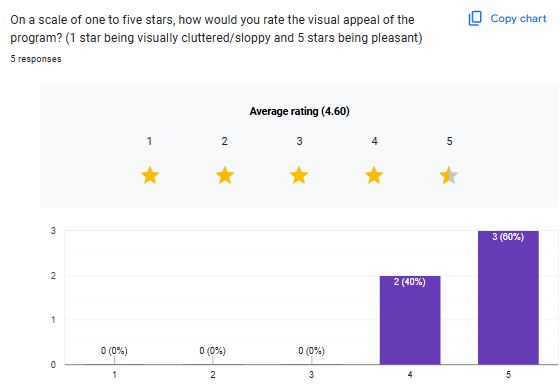 On a scale of one to five stars, how would you rate the visual appeal of the
program? (1 star being visually cluttered/sloppy and 5 stars being pleasant)
Copy chart
5 responses
Average rating (4.60)
1 2 3 4 5
3
3 (60%)
2
2 (40%)
1
0 (0%) 0 (0%) 0 (0%)
0
1 2 3 4 5